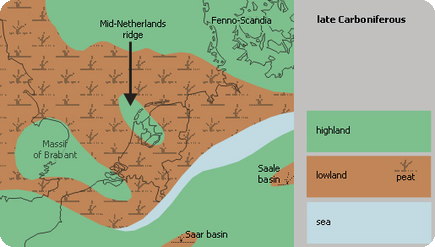 Mid-Netherlands
ridge
Fenno-Scandia
late Carboniferous
Massif
of Brabant
Saale
basin
Saar basin
highland
lowland
peat
sea